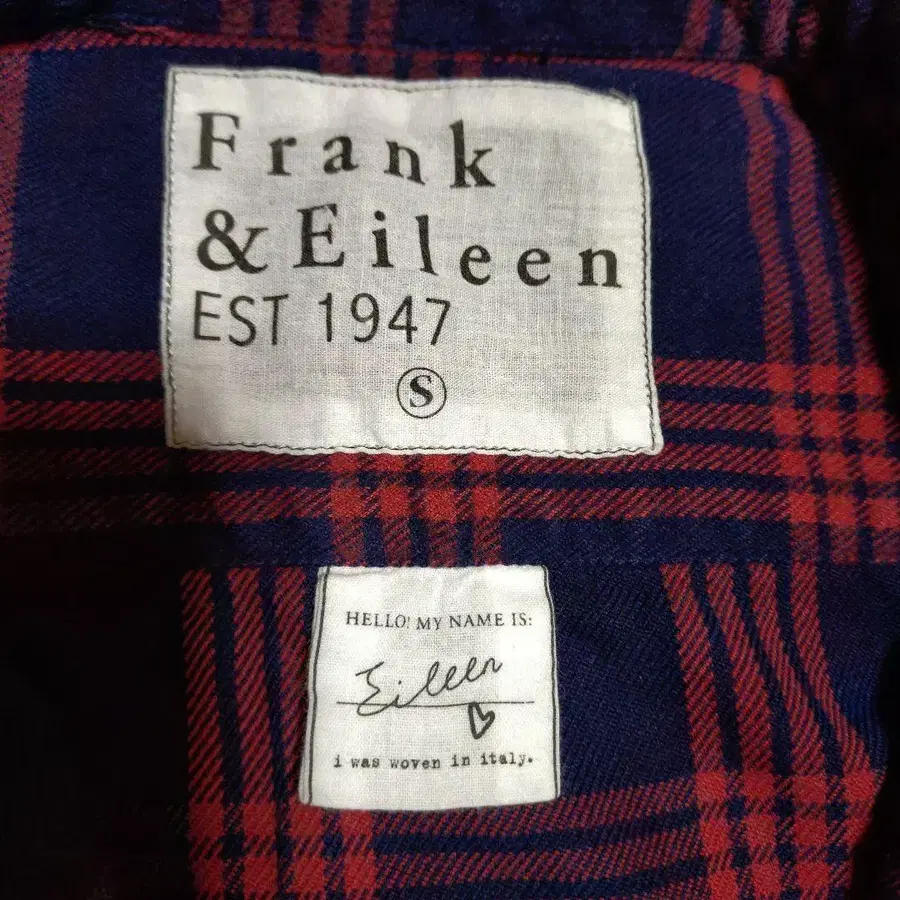 Frank
& Eileen
EST 1947
S
HELLO! MY NAME IS:
Eileen
i was woven in italy.